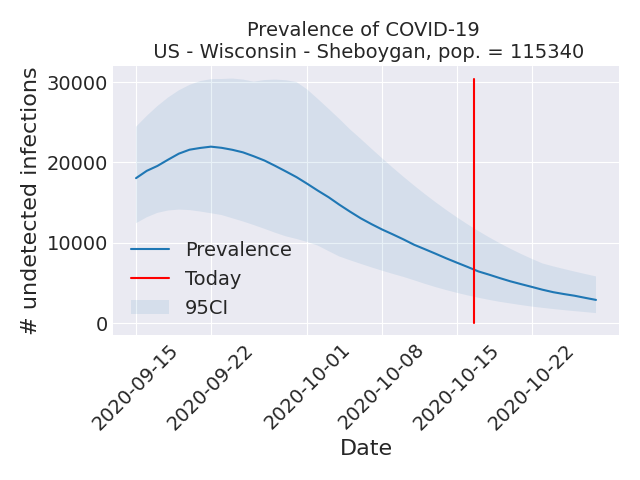 Prevalence of COVID-19
US - Wisconsin - Sheboygan, pop. = 115340
# undetected infections
30000
20000
10000
0
Prevalence
Today
95CI
2020-09-15
2020-09-22
2020-10-01
2020-10-08
2020-10-15
2020-10-22
Date